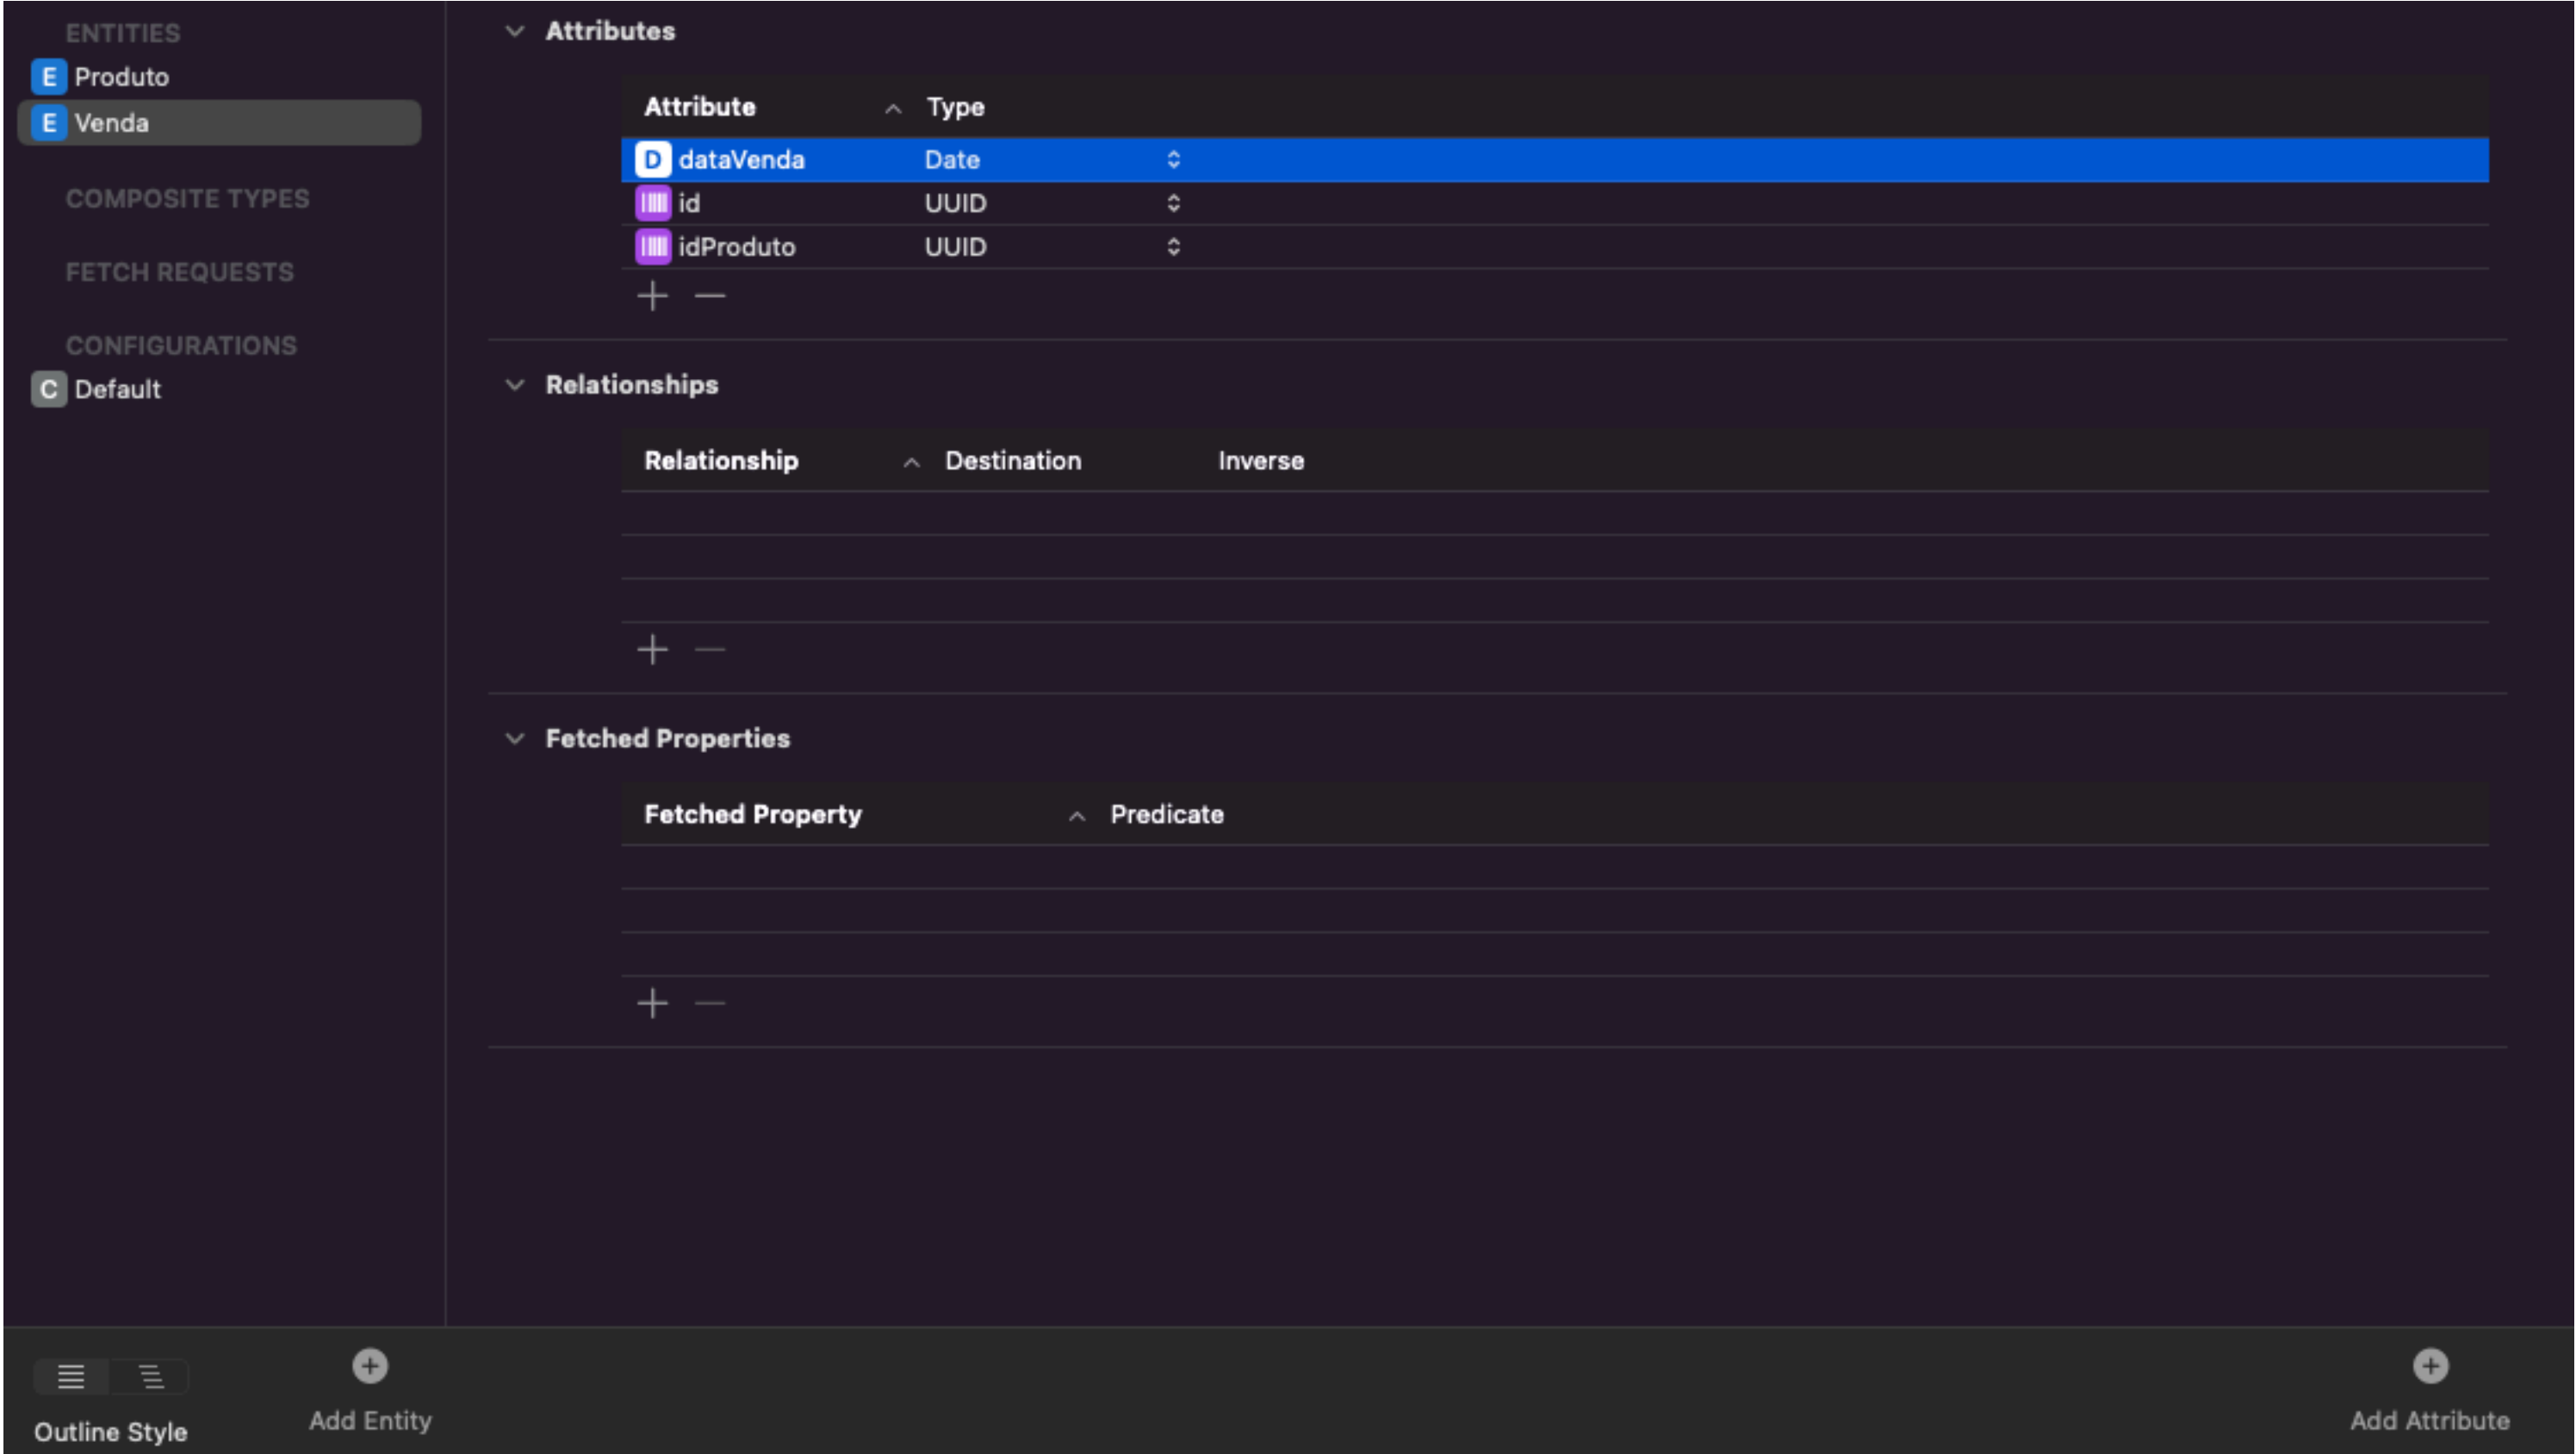 ENTITIES
E Produto
E Venda
COMPOSITE TYPES
FETCH REQUESTS
CONFIGURATIONS
C Default
Attributes
Attribute Type
D dataVenda Date
id UUID
idProduto UUID
Relationships
Relationship Destination Inverse
Fetched Properties
Fetched Property Predicate
Outline Style
Add Entity
Add Attribute